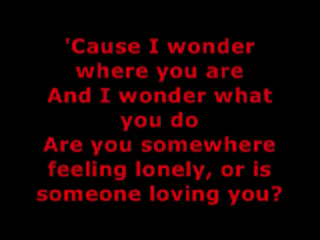 'Cause I wonder
where you are
And I wonder what
you do
Are you somewhere
feeling lonely, or is
someone loving you?